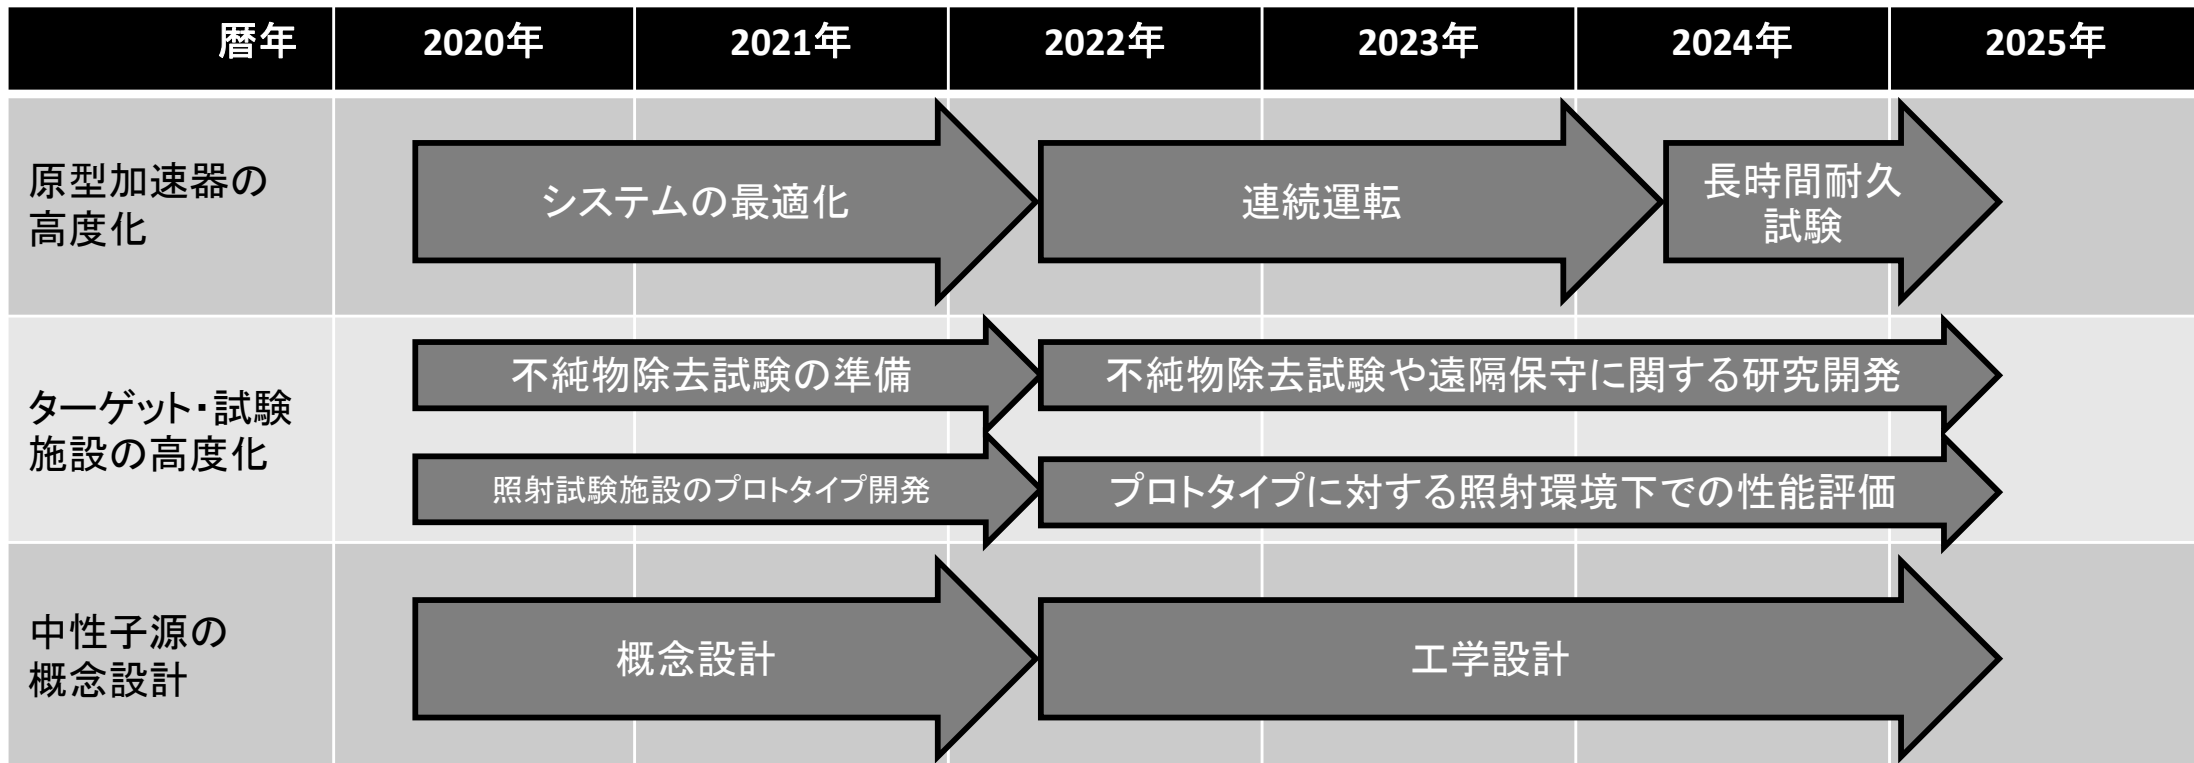 暦年
2020年
2021年
2022年
2023年
2024年
2025年
原型加速器の
高度化
システムの最適化
連続運転
長時間耐久
試験
ターゲット・試験
施設の高度化
不純物除去試験の準備
不純物除去試験や遠隔保守に関する研究開発
照射試験施設のプロトタイプ開発
プロトタイプに対する照射環境下での性能評価
中性子源の
概念設計
概念設計
工学設計